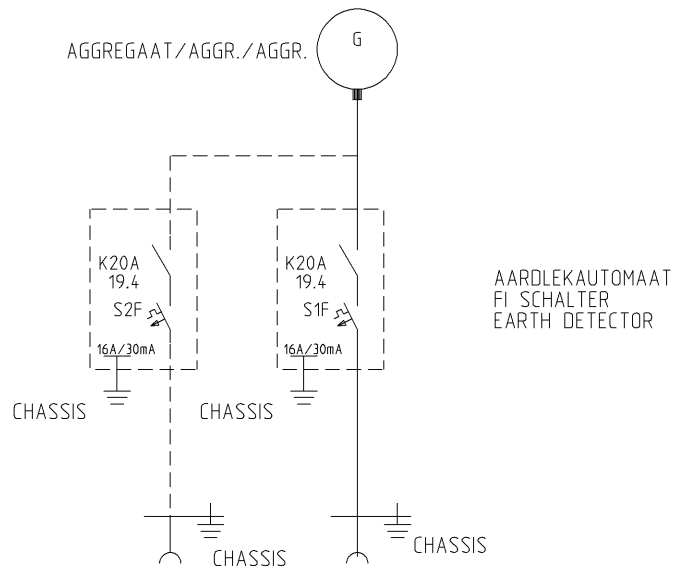 G
AGGREGAAT/AGGR./AGGR.
K20A
19.4
S2F
16A/30mA
CHASSIS
K20A
19.4
S1F
16A/30mA
CHASSIS
AARDLEKAUTOMAAT
FI SCHALTER
EARTH DETECTOR
CHASSIS
CHASSIS